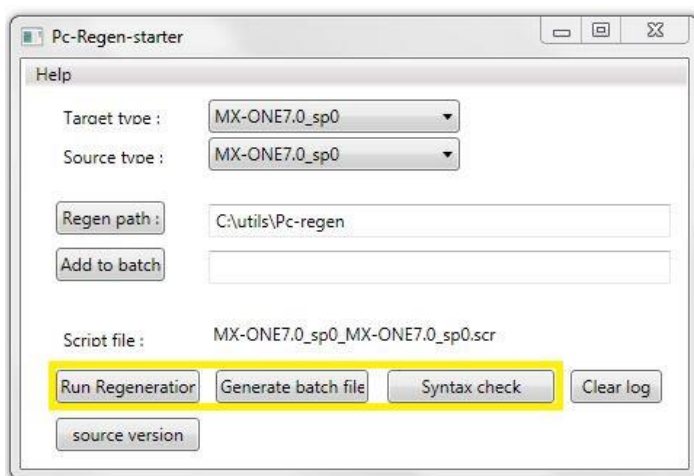 Pc-Regen-starter
Help
Target type : MX-ONE7.0_sp0
Source type : MX-ONE7.0_sp0
Regen path : C:\utils\Pc-regen
Add to batch
Script file : MX-ONE7.0_sp0_MX-ONE7.0_sp0.scr
Run Regeneration Generate batch file Syntax check Clear log
source version